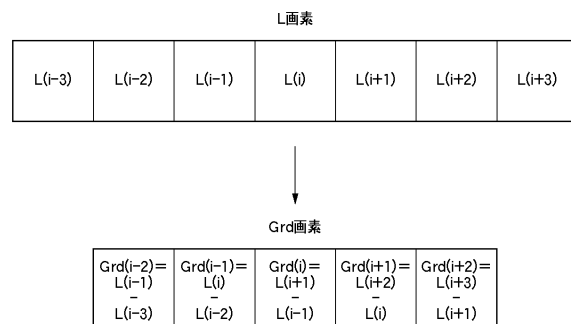 L画素
L(i-3) L(i-2) L(i-1) L(i) L(i+1) L(i+2) L(i+3)
Grd画素
Grd(i-2)= Grd(i-1)= Grd(i)= Grd(i+1)= Grd(i+2)=
L(i-1) L(i) L(i+1) L(i+2) L(i+3)
– – – – –
L(i-3) L(i-2) L(i-1) L(i) L(i+1)